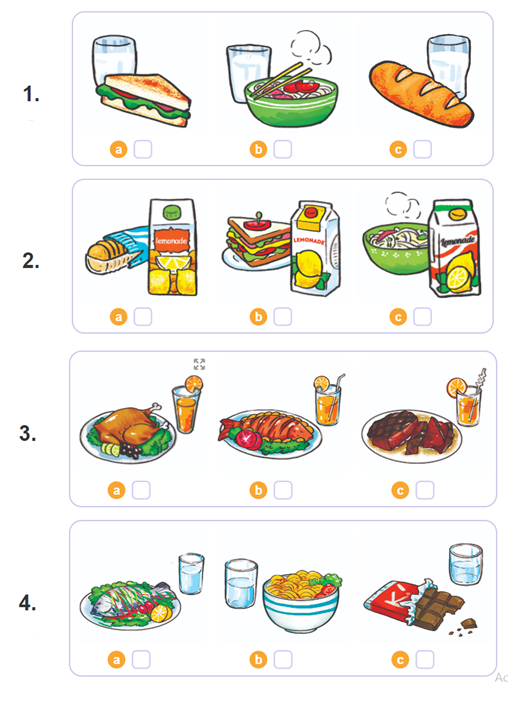 1.
a b c
lemonade LEMONADE Lemonade
2.
a b c
3.
a b c
K
4.
a b c
Ac